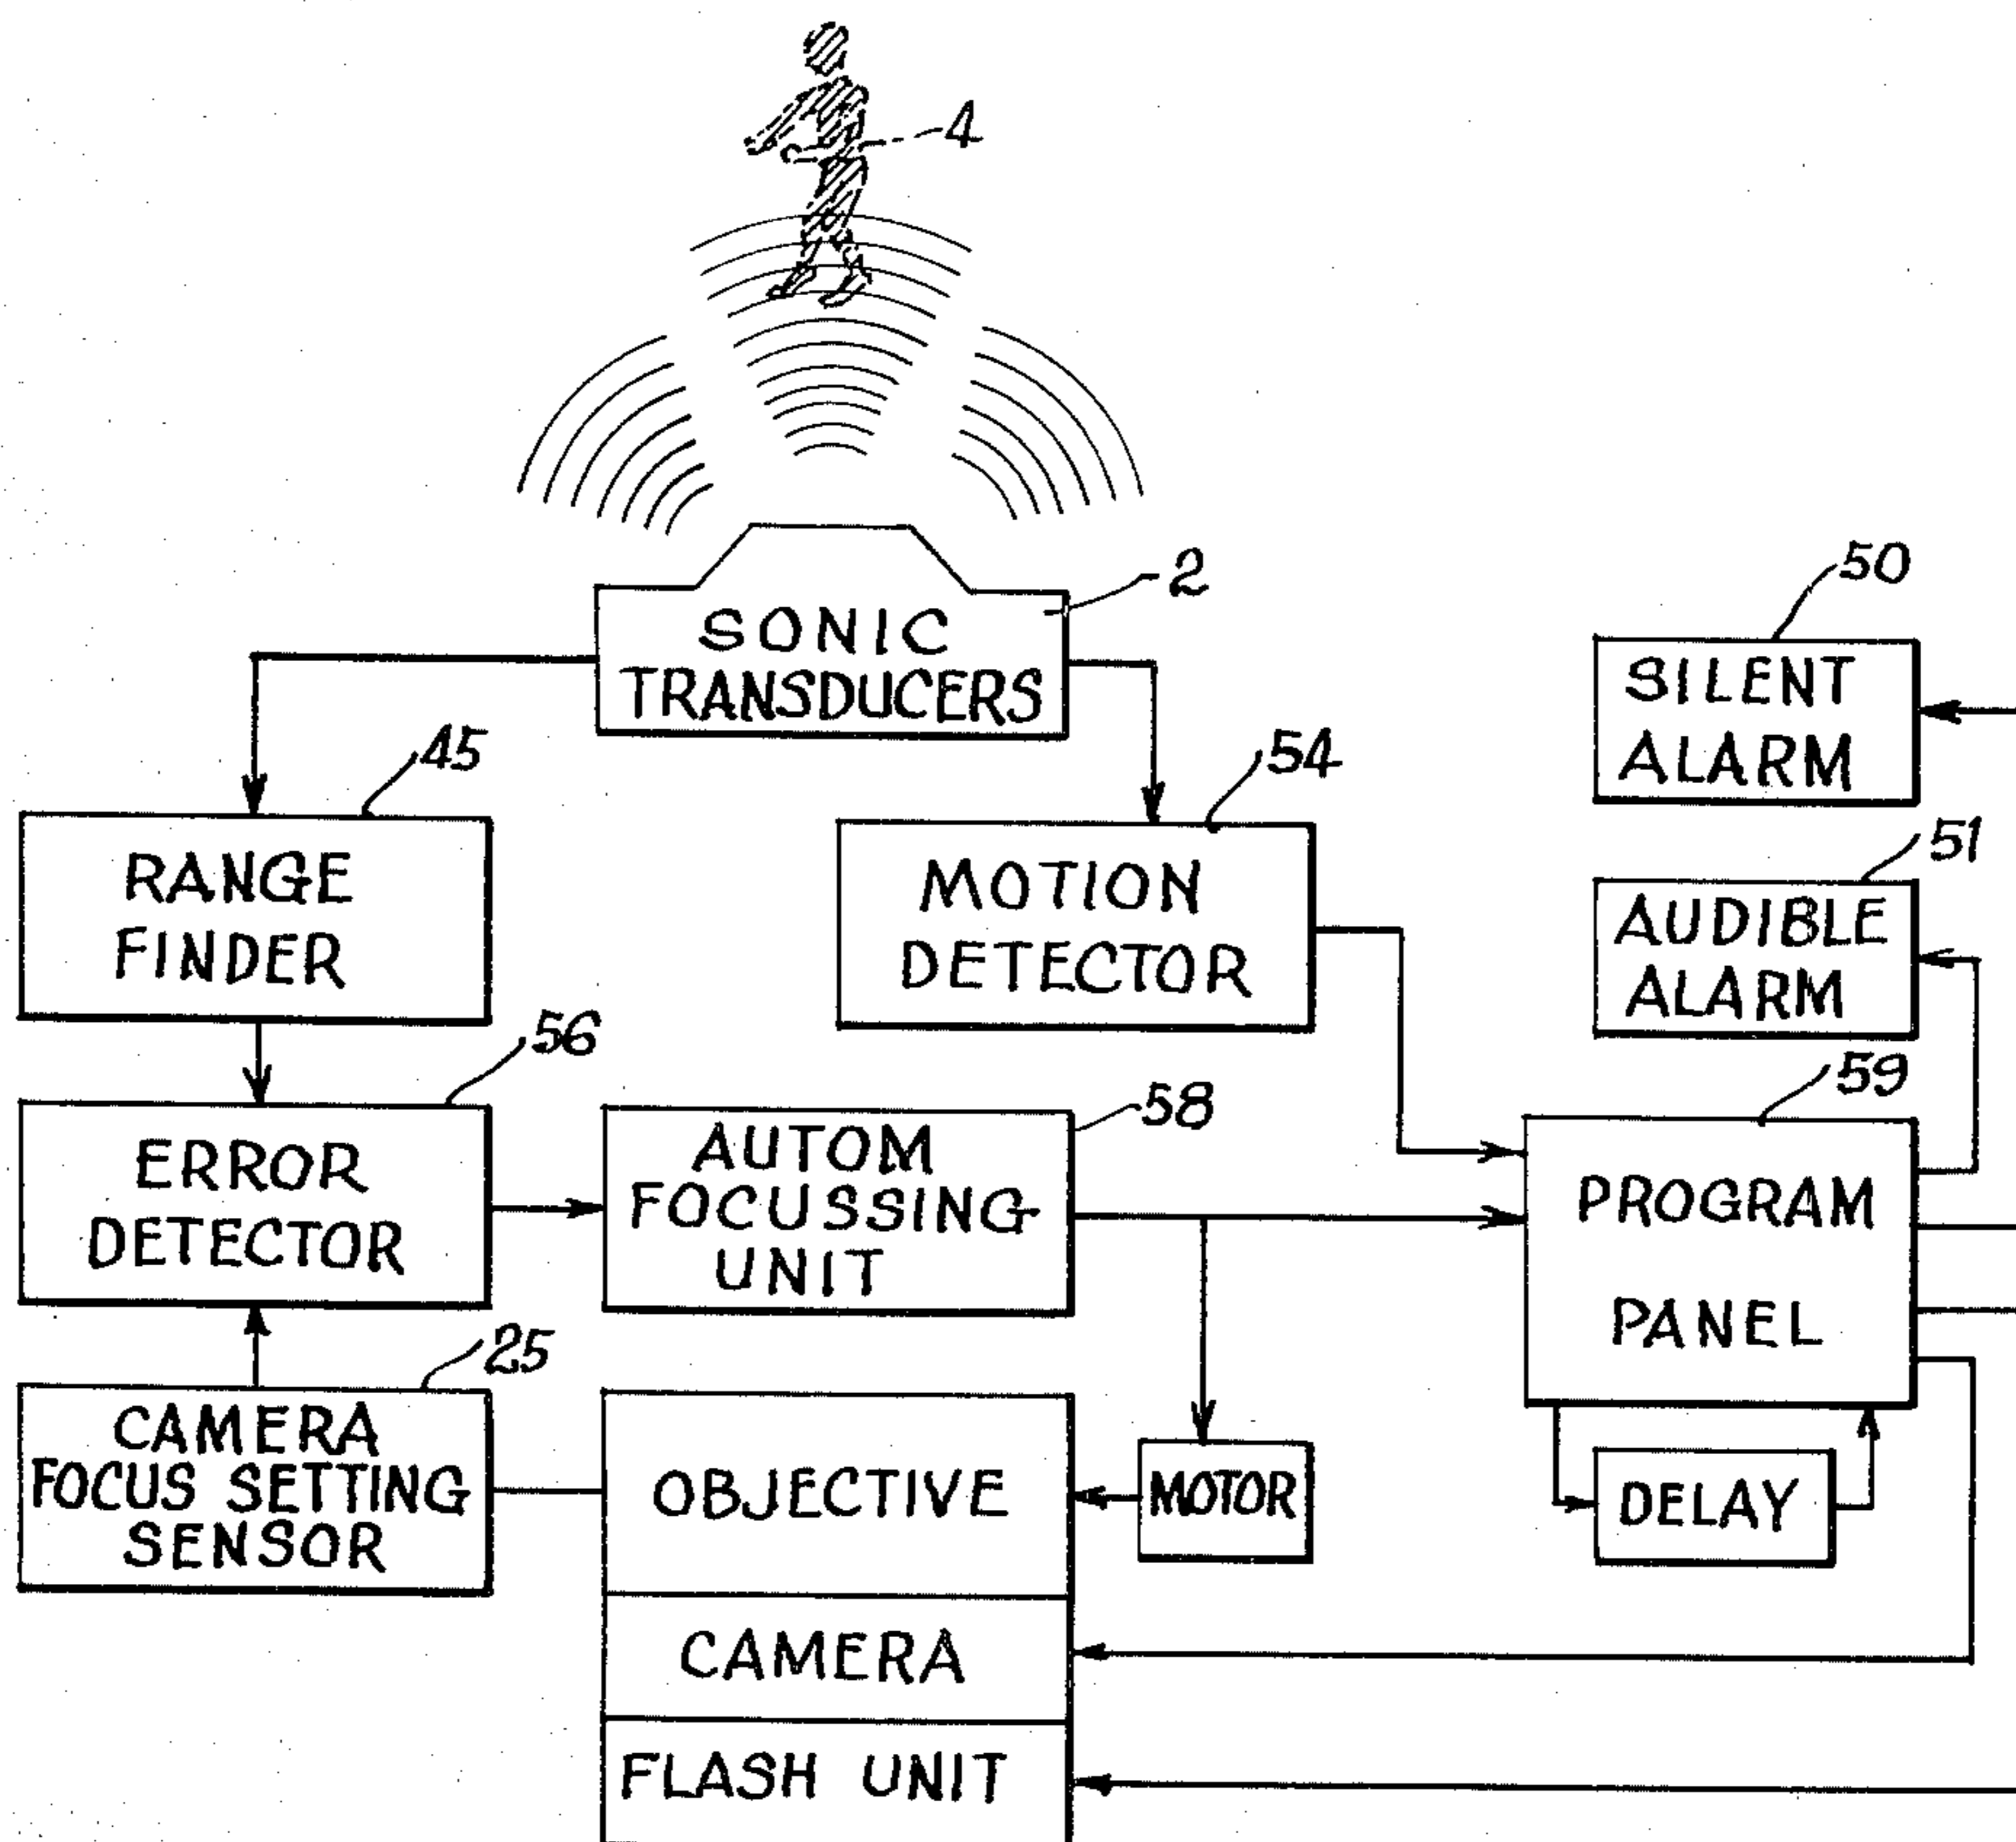 4
2
SONIC
TRANSDUCERS
50
SILENT
ALARM
45
RANGE
FINDER
54
MOTION
DETECTOR
51
AUDIBLE
ALARM
56
ERROR
DETECTOR
58
AUTOM
FOCUSSING
UNIT
59
PROGRAM
PANEL
25
CAMERA
FOCUS SETTING
SENSOR
OBJECTIVE
MOTOR
DELAY
CAMERA
FLASH UNIT